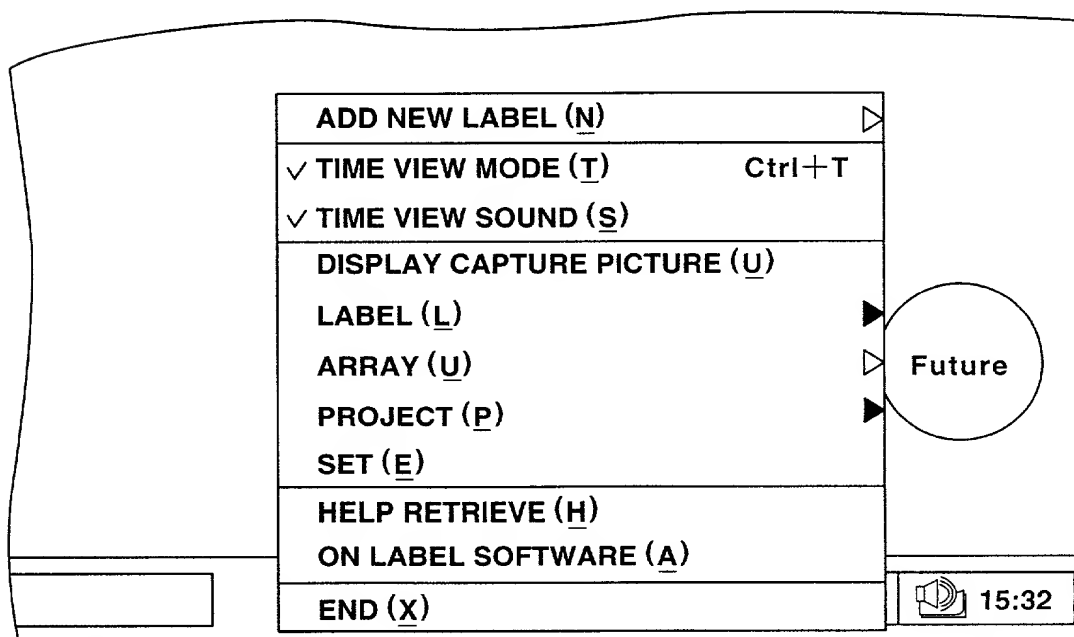 ADD NEW LABEL (N)
TIME VIEW MODE (T) Ctrl+T
TIME VIEW SOUND (S)
DISPLAY CAPTURE PICTURE (U)
LABEL (L)
ARRAY (U)
Future
PROJECT (P)
SET (E)
HELP RETRIEVE (H)
ON LABEL SOFTWARE (A)
END (X)
15:32